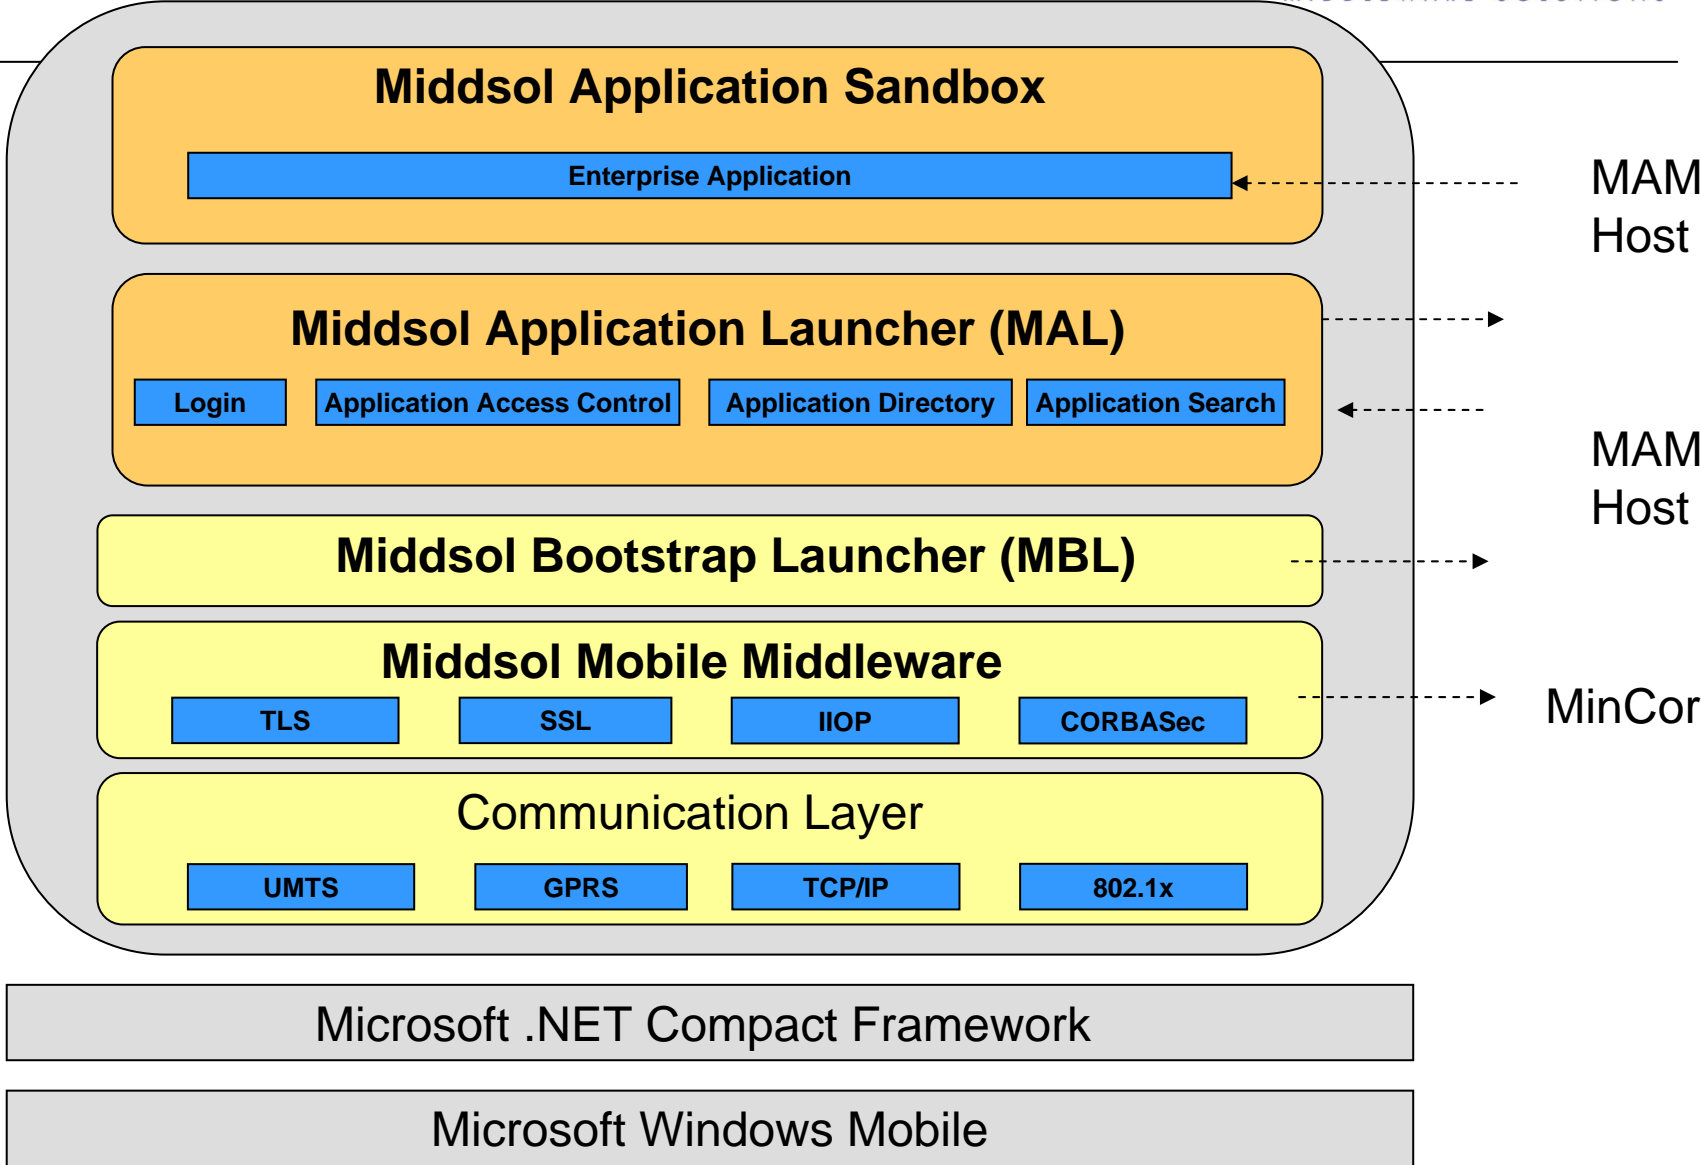 Middsol Application Sandbox
Enterprise Application
MAM
Host
Middsol Application Launcher (MAL)
Login
Application Access Control
Application Directory
Application Search
MAM
Host
Middsol Bootstrap Launcher (MBL)
Middsol Mobile Middleware
TLS
SSL
IIOP
CORBASec
MinCor
Communication Layer
UMTS
GPRS
TCP/IP
802.1x
Microsoft .NET Compact Framework
Microsoft Windows Mobile